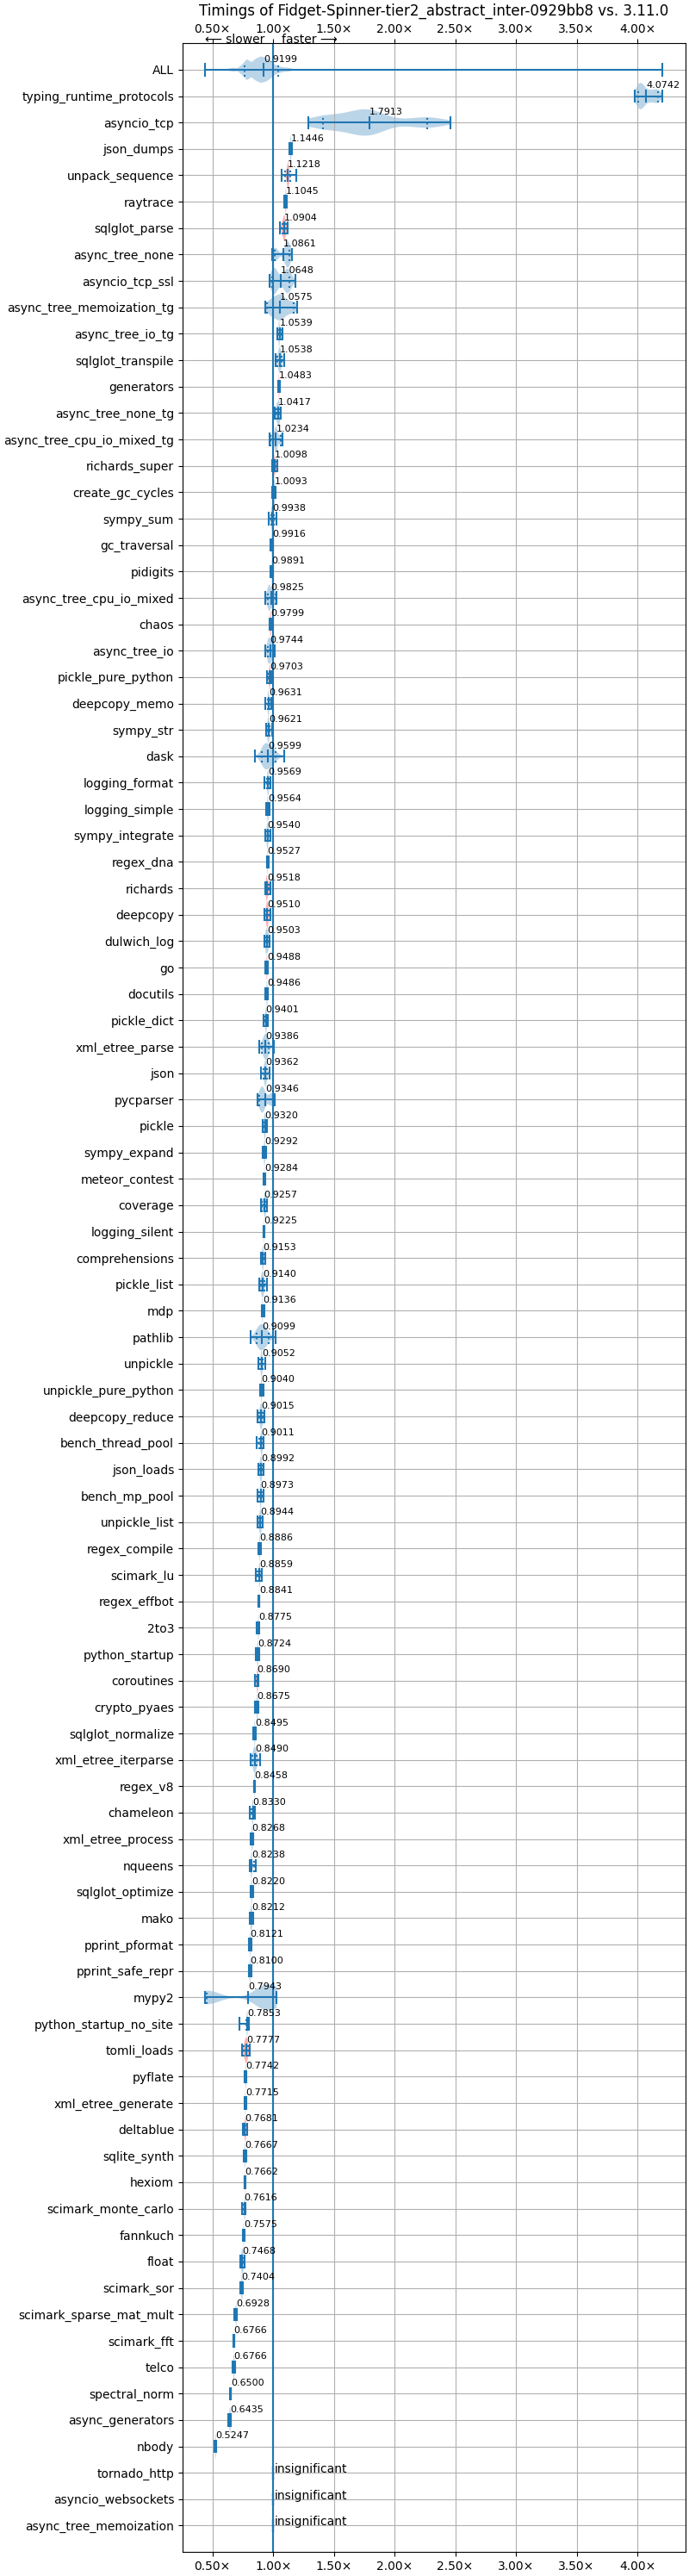 Timings of Fidget-Spinner-tier2_abstract_inter-0929bb8 vs. 3.11.0
0.50× 1.00× 1.50× 2.00× 2.50× 3.00× 3.50× 4.00×
⟵ slower faster ⟶
ALL 0.9199
typing_runtime_protocols 4.0742
asyncio_tcp 1.7913
json_dumps 1.1446
unpack_sequence 1.1218
raytrace 1.1045
sqlglot_parse 1.0904
async_tree_none 1.0861
asyncio_tcp_ssl 1.0648
async_tree_memoization_tg 1.0575
async_tree_io_tg 1.0539
sqlglot_transpile 1.0538
generators 1.0483
async_tree_none_tg 1.0417
async_tree_cpu_io_mixed_tg 1.0234
richards_super 1.0098
create_gc_cycles 1.0093
sympy_sum 0.9938
gc_traversal 0.9916
pidigits 0.9891
async_tree_cpu_io_mixed 0.9825
chaos 0.9799
async_tree_io 0.9744
pickle_pure_python 0.9703
deepcopy_memo 0.9631
sympy_str 0.9621
dask 0.9599
logging_format 0.9569
logging_simple 0.9564
sympy_integrate 0.9540
regex_dna 0.9527
richards 0.9518
deepcopy 0.9510
dulwich_log 0.9503
go 0.9488
docutils 0.9486
pickle_dict 0.9401
xml_etree_parse 0.9386
json 0.9362
pycparser 0.9346
pickle 0.9320
sympy_expand 0.9292
meteor_contest 0.9284
coverage 0.9257
logging_silent 0.9225
comprehensions 0.9153
pickle_list 0.9140
mdp 0.9136
pathlib 0.9099
unpickle 0.9052
unpickle_pure_python 0.9040
deepcopy_reduce 0.9015
bench_thread_pool 0.9011
json_loads 0.8992
bench_mp_pool 0.8973
unpickle_list 0.8944
regex_compile 0.8886
scimark_lu 0.8859
regex_effbot 0.8841
2to3 0.8775
python_startup 0.8724
coroutines 0.8690
crypto_pyaes 0.8675
sqlglot_normalize 0.8495
xml_etree_iterparse 0.8490
regex_v8 0.8458
chameleon 0.8330
xml_etree_process 0.8268
nqueens 0.8238
sqlglot_optimize 0.8220
mako 0.8212
pprint_pformat 0.8121
pprint_safe_repr 0.8100
mypy2 0.7943
python_startup_no_site 0.7853
tomli_loads 0.7777
pyflate 0.7742
xml_etree_generate 0.7715
deltablue 0.7681
sqlite_synth 0.7667
hexiom 0.7662
scimark_monte_carlo 0.7616
fannkuch 0.7575
float 0.7468
scimark_sor 0.7404
scimark_sparse_mat_mult 0.6928
scimark_fft 0.6766
telco 0.6766
spectral_norm 0.6500
async_generators 0.6435
nbody 0.5247
tornado_http insignificant
asyncio_websockets insignificant
async_tree_memoization insignificant
0.50× 1.00× 1.50× 2.00× 2.50× 3.00× 3.50× 4.00×